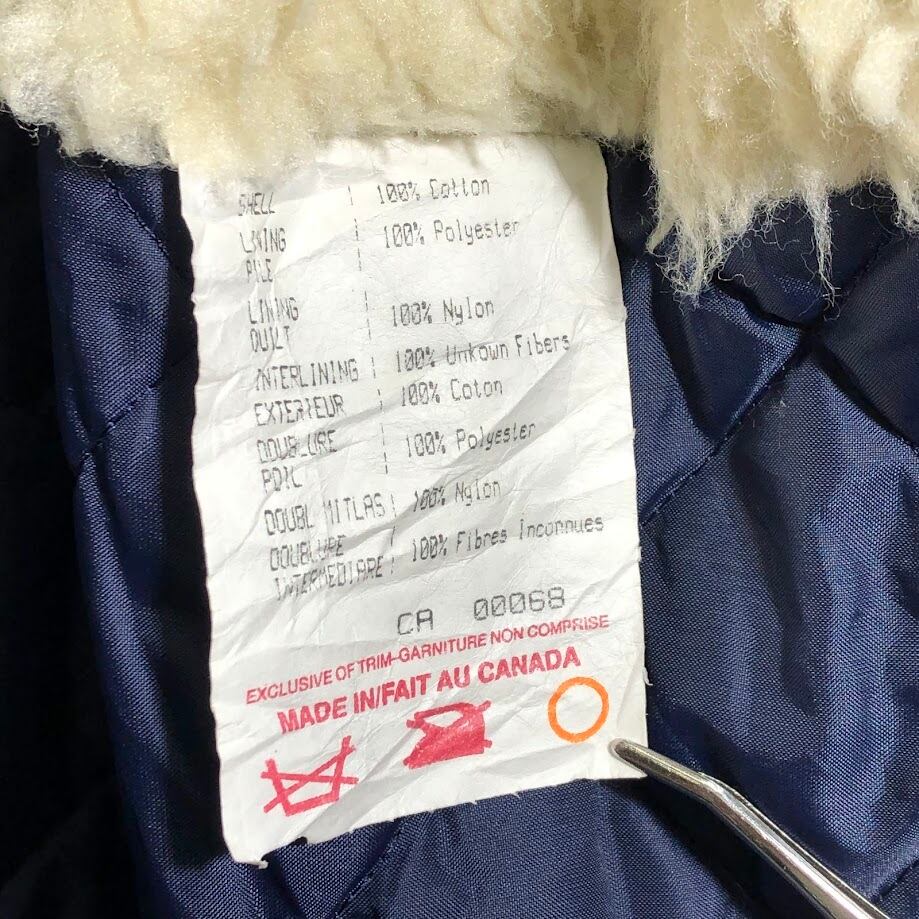 SHELL | 100% Cotton
LINING | 100% Polyester
PILE
LINING | 100% Nylon
QUILT
INTERLINING | 100% Unkown Fibers
EXTERIEUR | 100% Coton
DOUBLURE | 100% Polyester
POIL
DOUBL MITLAS | 100% Nylon
DOUBLURE | 100% Fibres Inconnues
INTERMEDIARE |
CA 00068
EXCLUSIVE OF TRIM-GARNITURE NON COMPRISE
MADE IN/FAIT AU CANADA